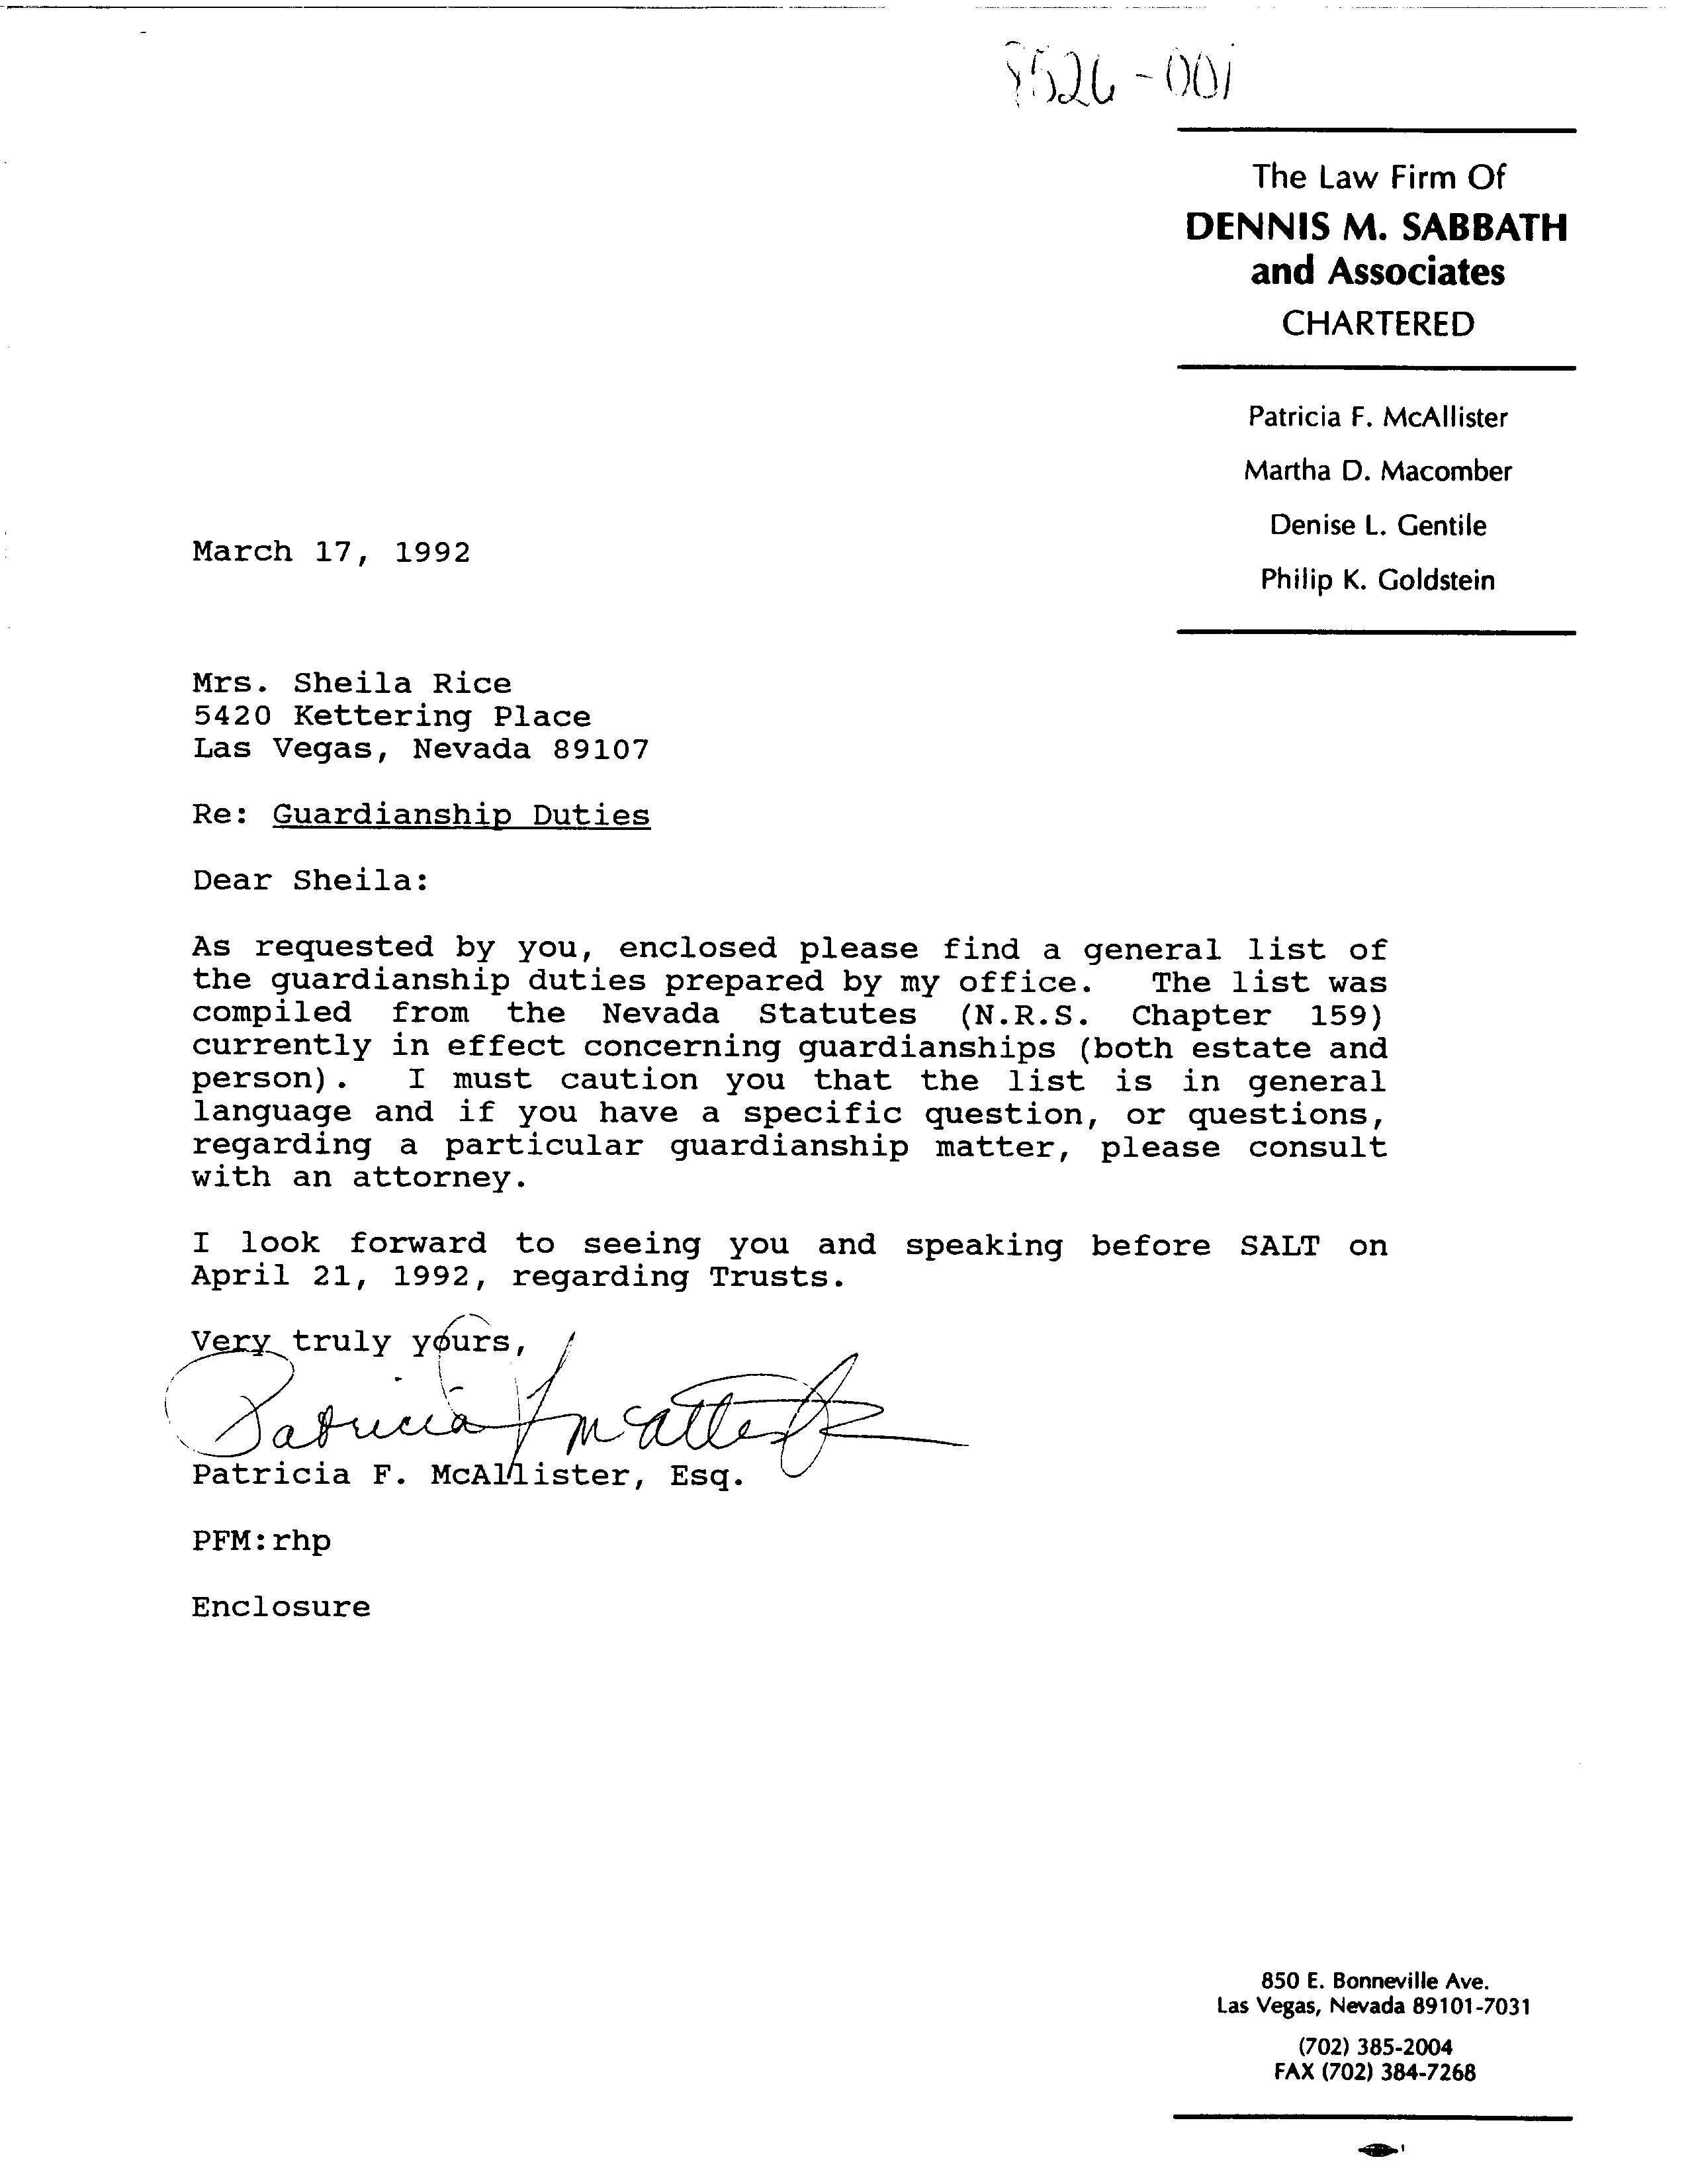 8526-001
The Law Firm Of
DENNIS M. SABBATH
and Associates
CHARTERED
Patricia F. McAllister
Martha D. Macomber
Denise L. Gentile
Philip K. Goldstein
March 17, 1992
Mrs. Sheila Rice
5420 Kettering Place
Las Vegas, Nevada 89107
Re: Guardianship Duties
Dear Sheila:
As requested by you, enclosed please find a general list of
the guardianship duties prepared by my office. The list was
compiled from the Nevada Statutes (N.R.S. Chapter 159)
currently in effect concerning guardianships (both estate and
person). I must caution you that the list is in general
language and if you have a specific question, or questions,
regarding a particular guardianship matter, please consult
with an attorney.
I look forward to seeing you and speaking before SALT on
April 21, 1992, regarding Trusts.
Very truly yours,
Patricia F McAllister
Patricia F. McAllister, Esq.
PFM:rhp
Enclosure
850 E. Bonneville Ave.
Las Vegas, Nevada 89101-7031
(702) 385-2004
FAX (702) 384-7268